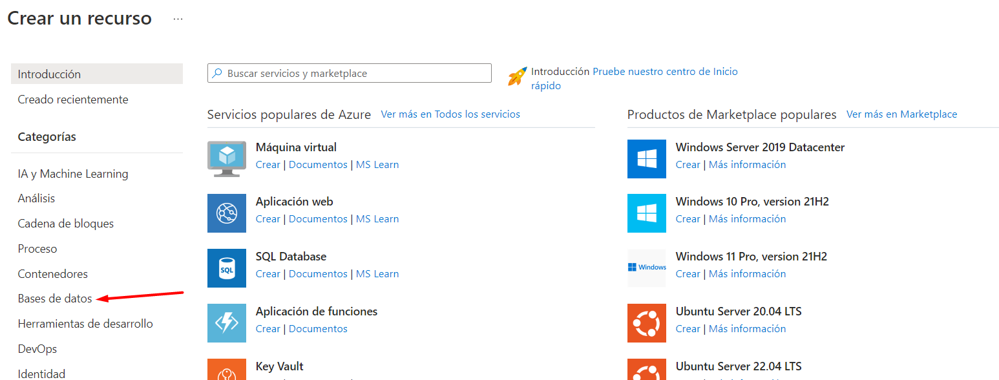 Crear un recurso ...
Introducción
Creado recientemente
Categorías
IA y Machine Learning
Análisis
Cadena de bloques
Proceso
Contenedores
Bases de datos
Herramientas de desarrollo
DevOps
Identidad
Buscar servicios y marketplace
Introducción Pruebe nuestro centro de Inicio
rápido
Servicios populares de Azure Ver más en Todos los servicios
Máquina virtual
Crear | Documentos | MS Learn
Aplicación web
Crear | Documentos | MS Learn
SQL
SQL Database
Crear | Documentos | MS Learn
Aplicación de funciones
Crear | Documentos
Key Vault
Productos de Marketplace populares Ver más en Marketplace
Windows Server 2019 Datacenter
Crear | Más información
Windows 10 Pro, version 21H2
Crear | Más información
Windows
Windows 11 Pro, version 21H2
Crear | Más información
Ubuntu Server 20.04 LTS
Crear | Más información
Ubuntu Server 22.04 LTS